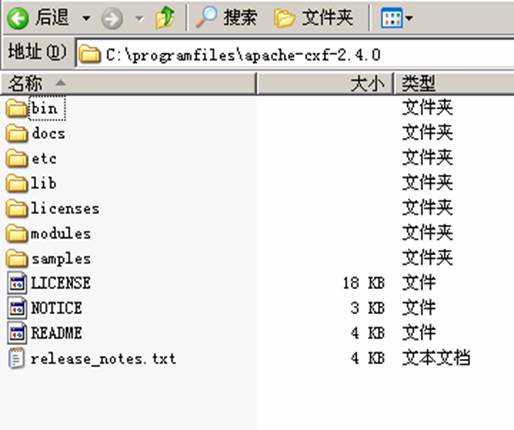 后退 搜索 文件夹
地址(D) C:\programfiles\apache-cxf-2.4.0
名称 大小 类型
bin 文件夹
docs 文件夹
etc 文件夹
lib 文件夹
licenses 文件夹
modules 文件夹
samples 文件夹
LICENSE 18 KB 文件
NOTICE 3 KB 文件
README 4 KB 文件
release_notes.txt 4 KB 文本文档